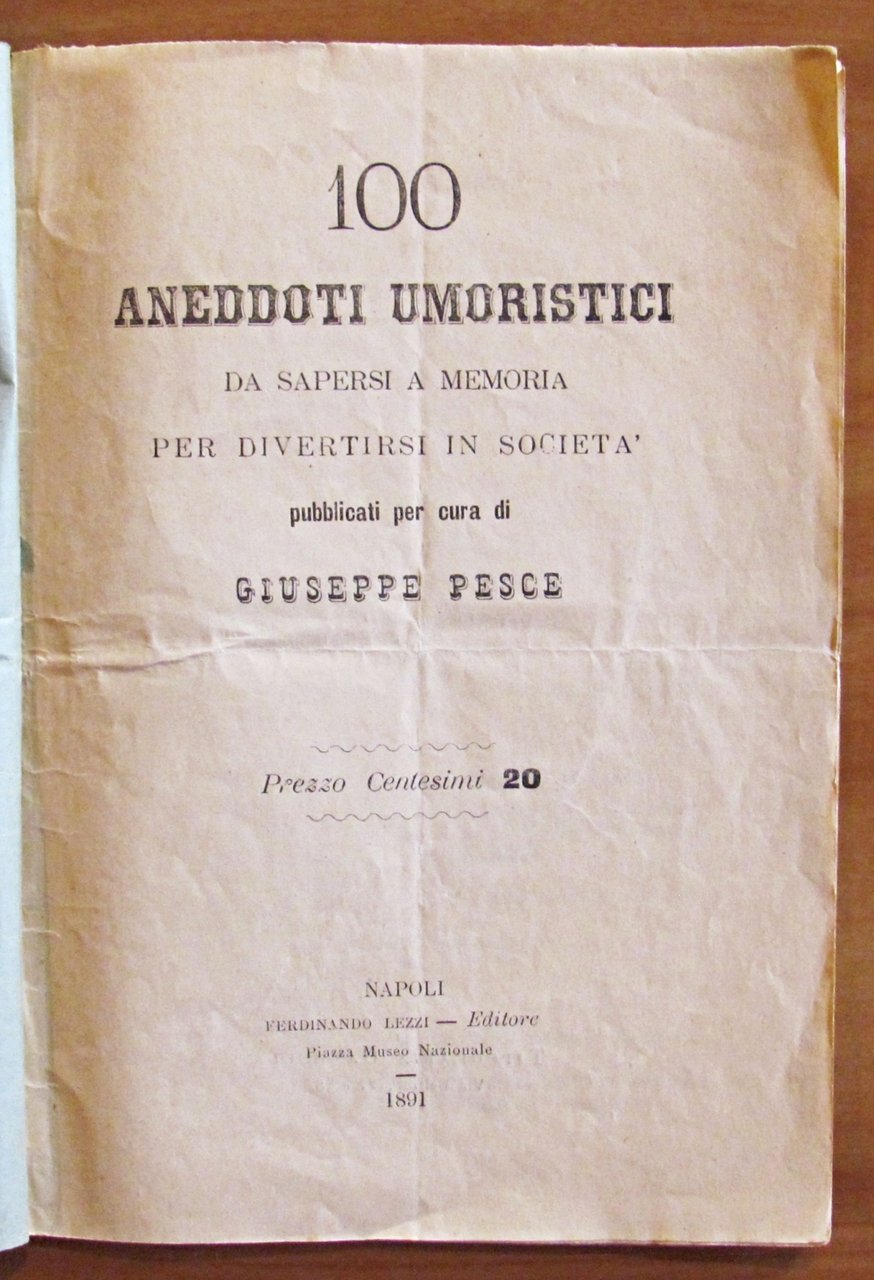 100
ANEDDOTI UMORISTICI
DA SAPERSI A MEMORIA
PER DIVERTIRSI IN SOCIETA'
pubblicati per cura di
GIUSEPPE PESCE
Prezzo Centesimi 20
NAPOLI
FERDINANDO LEZZI — Editore
Piazza Museo Nazionale
1891